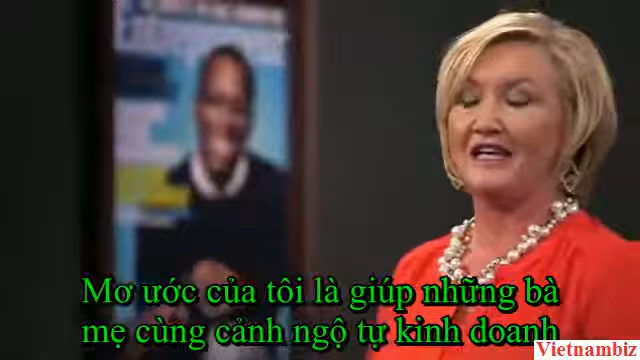 Mơ ước của tôi là giúp những bà
mẹ cùng cảnh ngộ tự kinh doanh
Vietnambiz